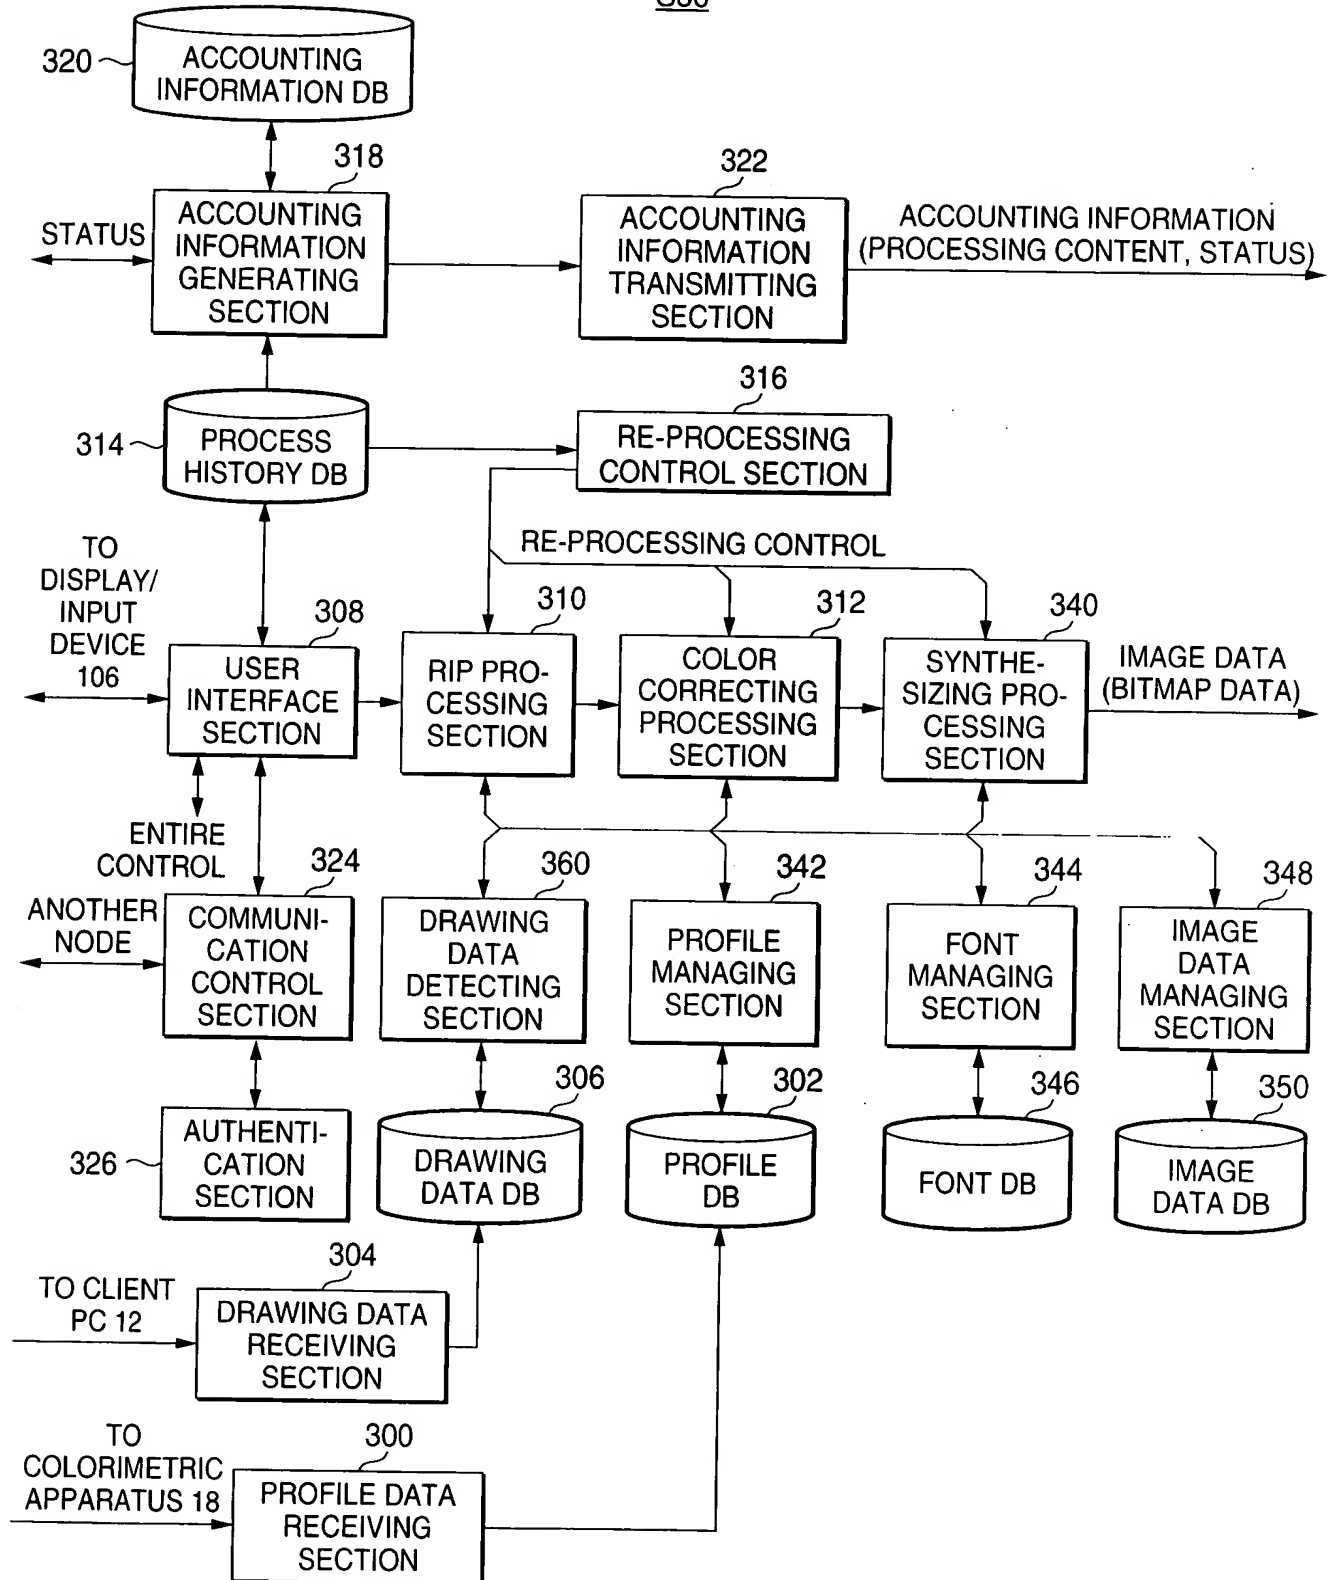 320
ACCOUNTING
INFORMATION DB
318
322
STATUS
ACCOUNTING
INFORMATION
GENERATING
SECTION
ACCOUNTING
INFORMATION
TRANSMITTING
SECTION
ACCOUNTING INFORMATION
(PROCESSING CONTENT, STATUS)
316
314
PROCESS
HISTORY DB
RE-PROCESSING
CONTROL SECTION
RE-PROCESSING CONTROL
TO
DISPLAY/
INPUT
DEVICE
106
308
310
312
340
USER
INTERFACE
SECTION
RIP PRO-
CESSING
SECTION
COLOR
CORRECTING
PROCESSING
SECTION
SYNTHE-
SIZING PRO-
CESSING
SECTION
IMAGE DATA
(BITMAP DATA)
ENTIRE
CONTROL
324
360
342
344
348
ANOTHER
NODE
COMMUNI-
CATION
CONTROL
SECTION
DRAWING
DATA
DETECTING
SECTION
PROFILE
MANAGING
SECTION
FONT
MANAGING
SECTION
IMAGE
DATA
MANAGING
SECTION
306
302
346
350
326
AUTHENTI-
CATION
SECTION
DRAWING
DATA DB
PROFILE
DB
FONT DB
IMAGE
DATA DB
304
TO CLIENT
PC 12
DRAWING DATA
RECEIVING
SECTION
300
TO
COLORIMETRIC
APPARATUS 18
PROFILE DATA
RECEIVING
SECTION